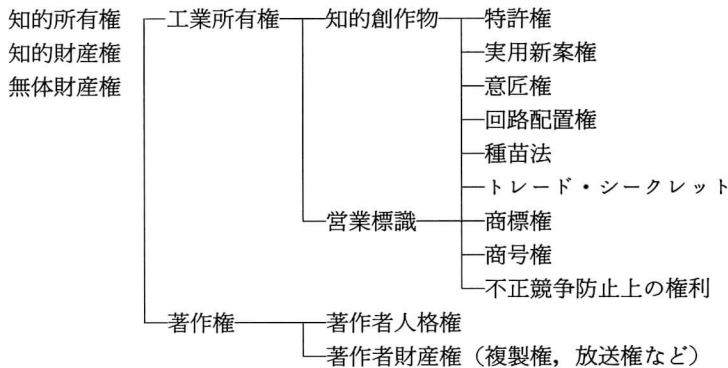 知的所有権 工業所有権 知的創作物 特許権
知的財産権 実用新案権
無体財産権 意匠権
回路配置権
種苗法
トレード・シークレット
営業標識 商標権
商号権
不正競争防止上の権利
著作権 著作者人格権
著作者財産権（複製権，放送権など）